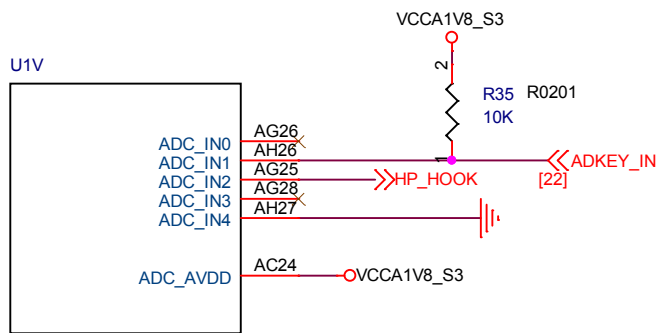 VCCA1V8_S3
U1V
2
R35 R0201
10K
1
ADC_IN0 AG26
ADC_IN1 AH26
ADKEY_IN
[22]
ADC_IN2 AG25
HP_HOOK
ADC_IN3 AG28
ADC_IN4 AH27
ADC_AVDD AC24
VCCA1V8_S3